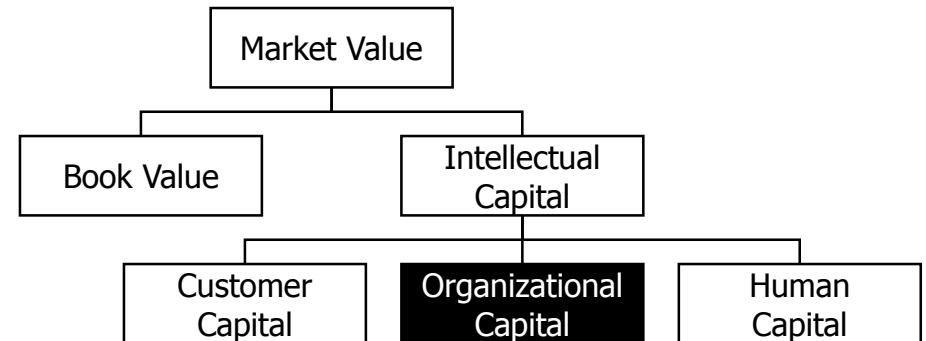 Market Value
Book Value
Intellectual
Capital
Customer
Capital
Organizational
Capital
Human
Capital